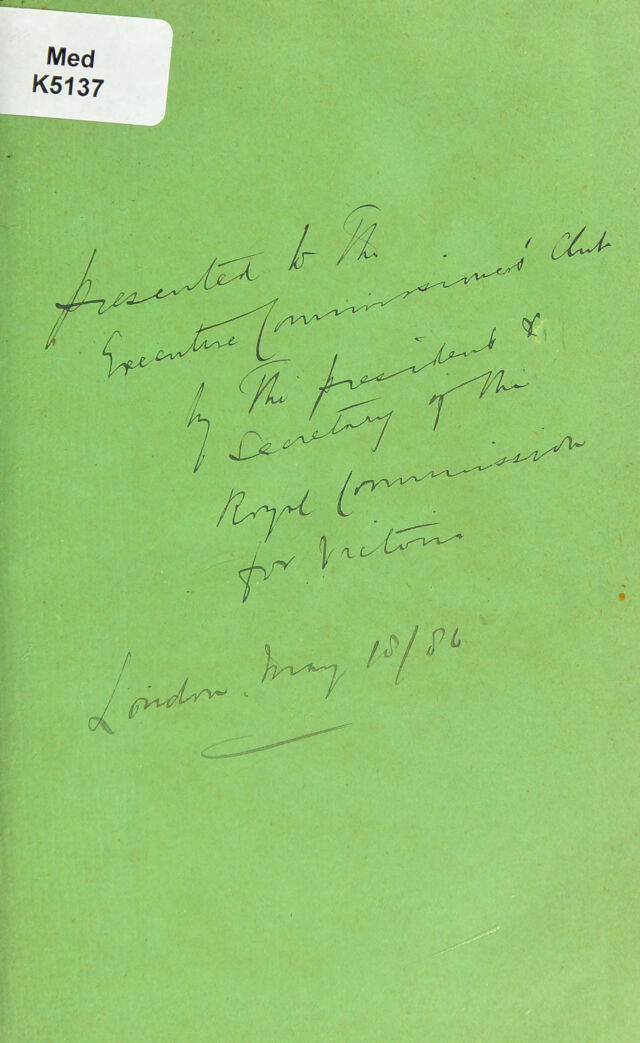 Med
K5137
presented to The
Executive Commissioners' Club
by The president &
Secretary of The
Royal Commission
for Victoria
London. May 18/86